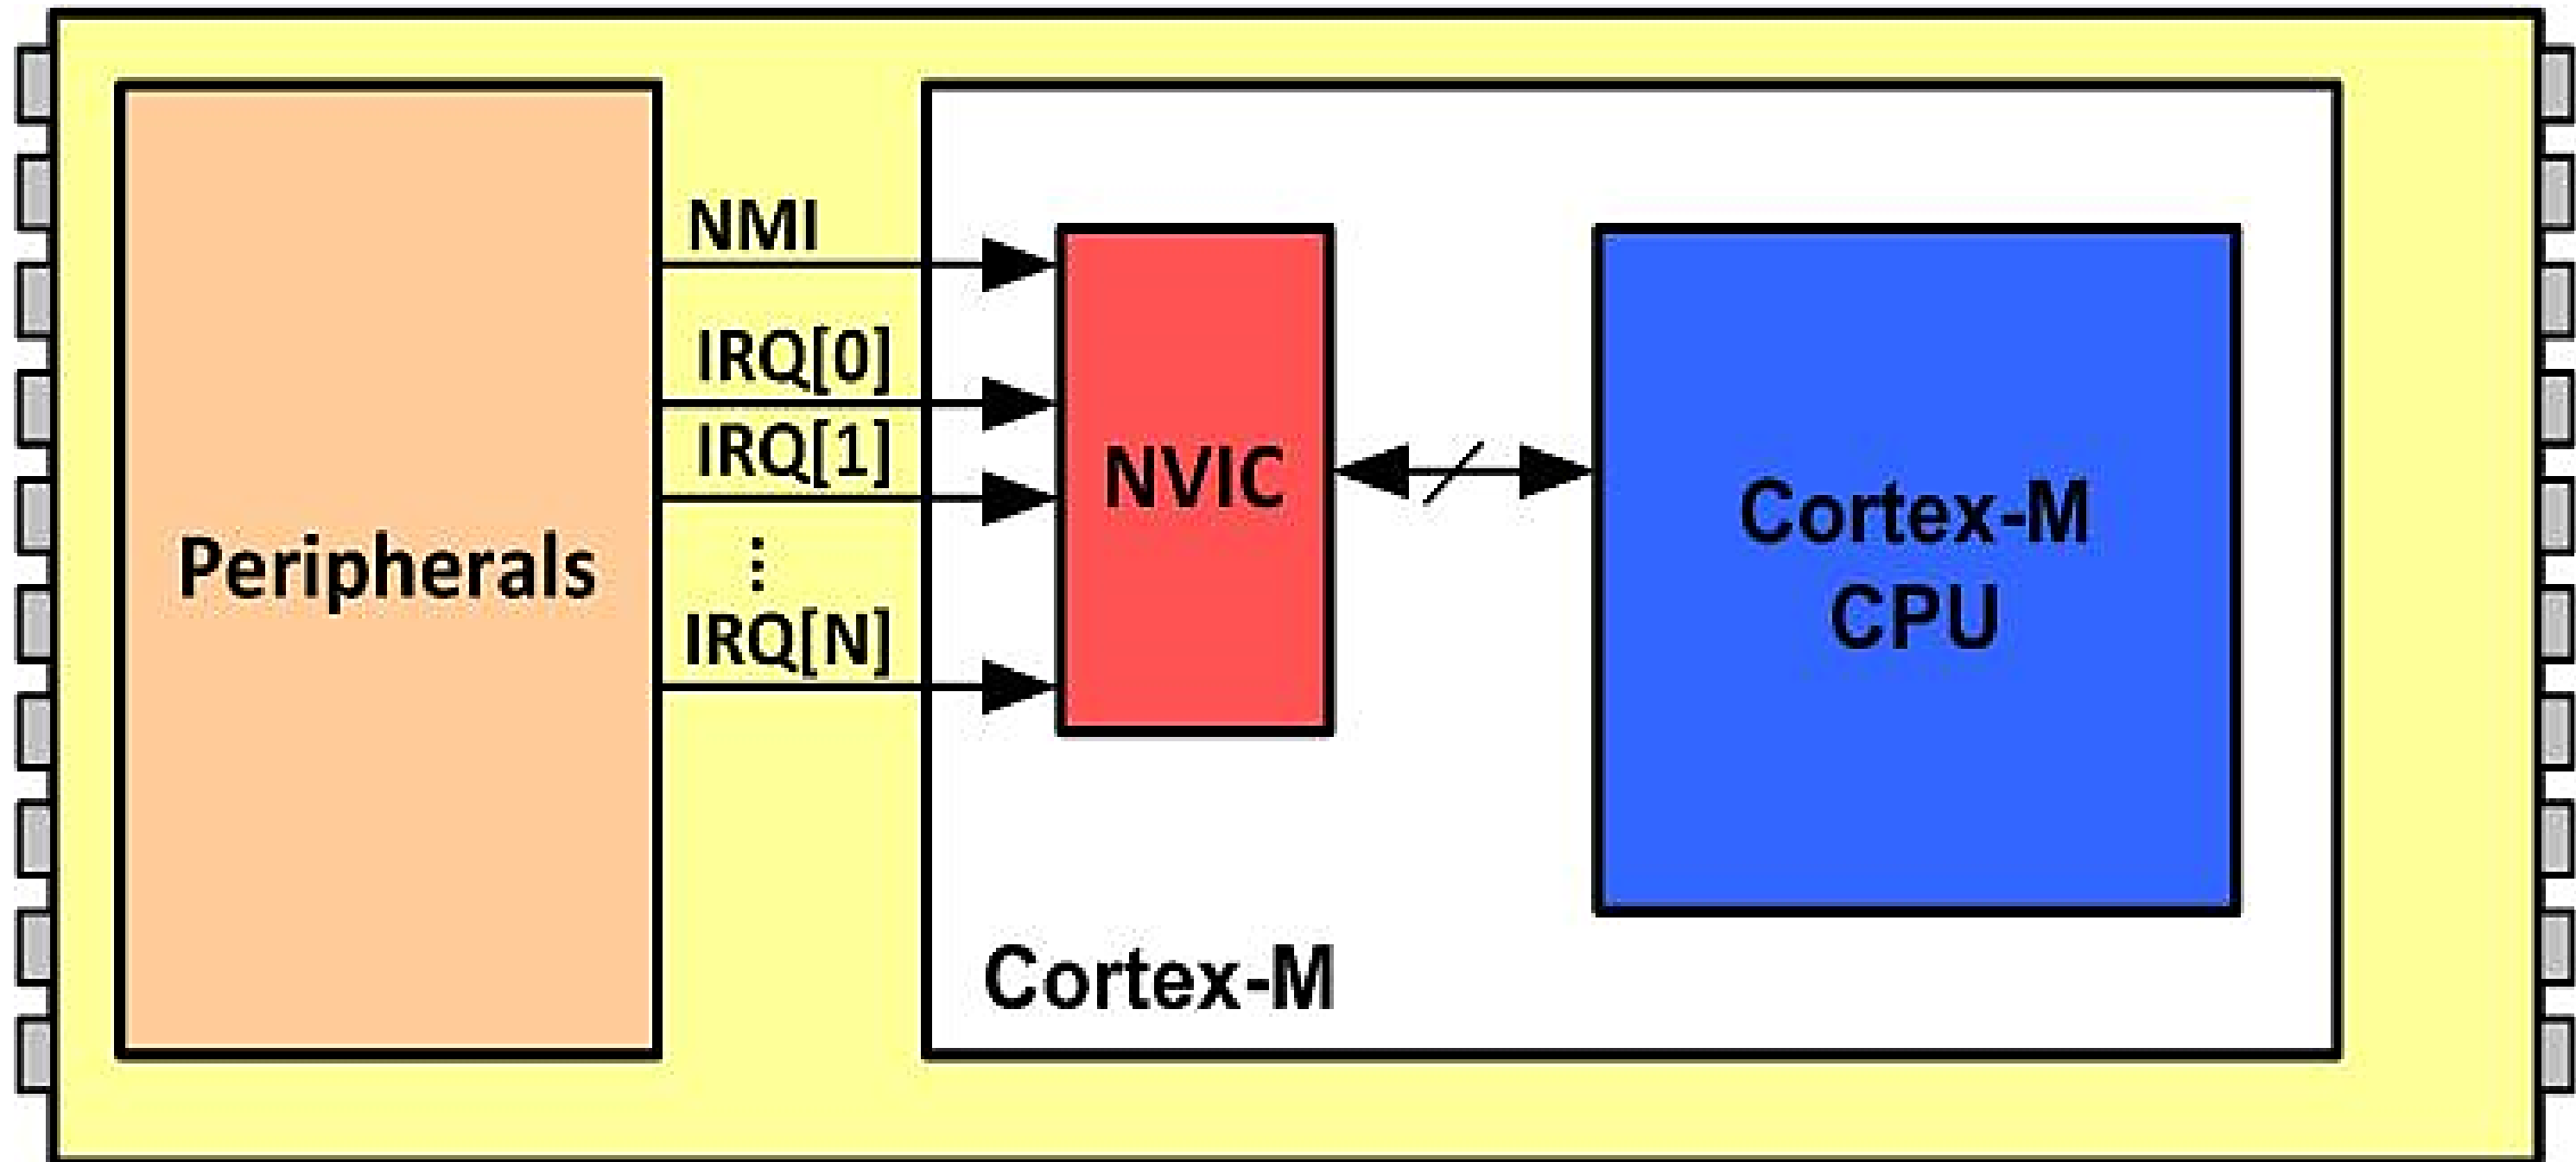 NMI
IRQ[0]
IRQ[1]
⋮
IRQ[N]
Peripherals
NVIC
Cortex-M
CPU
Cortex-M